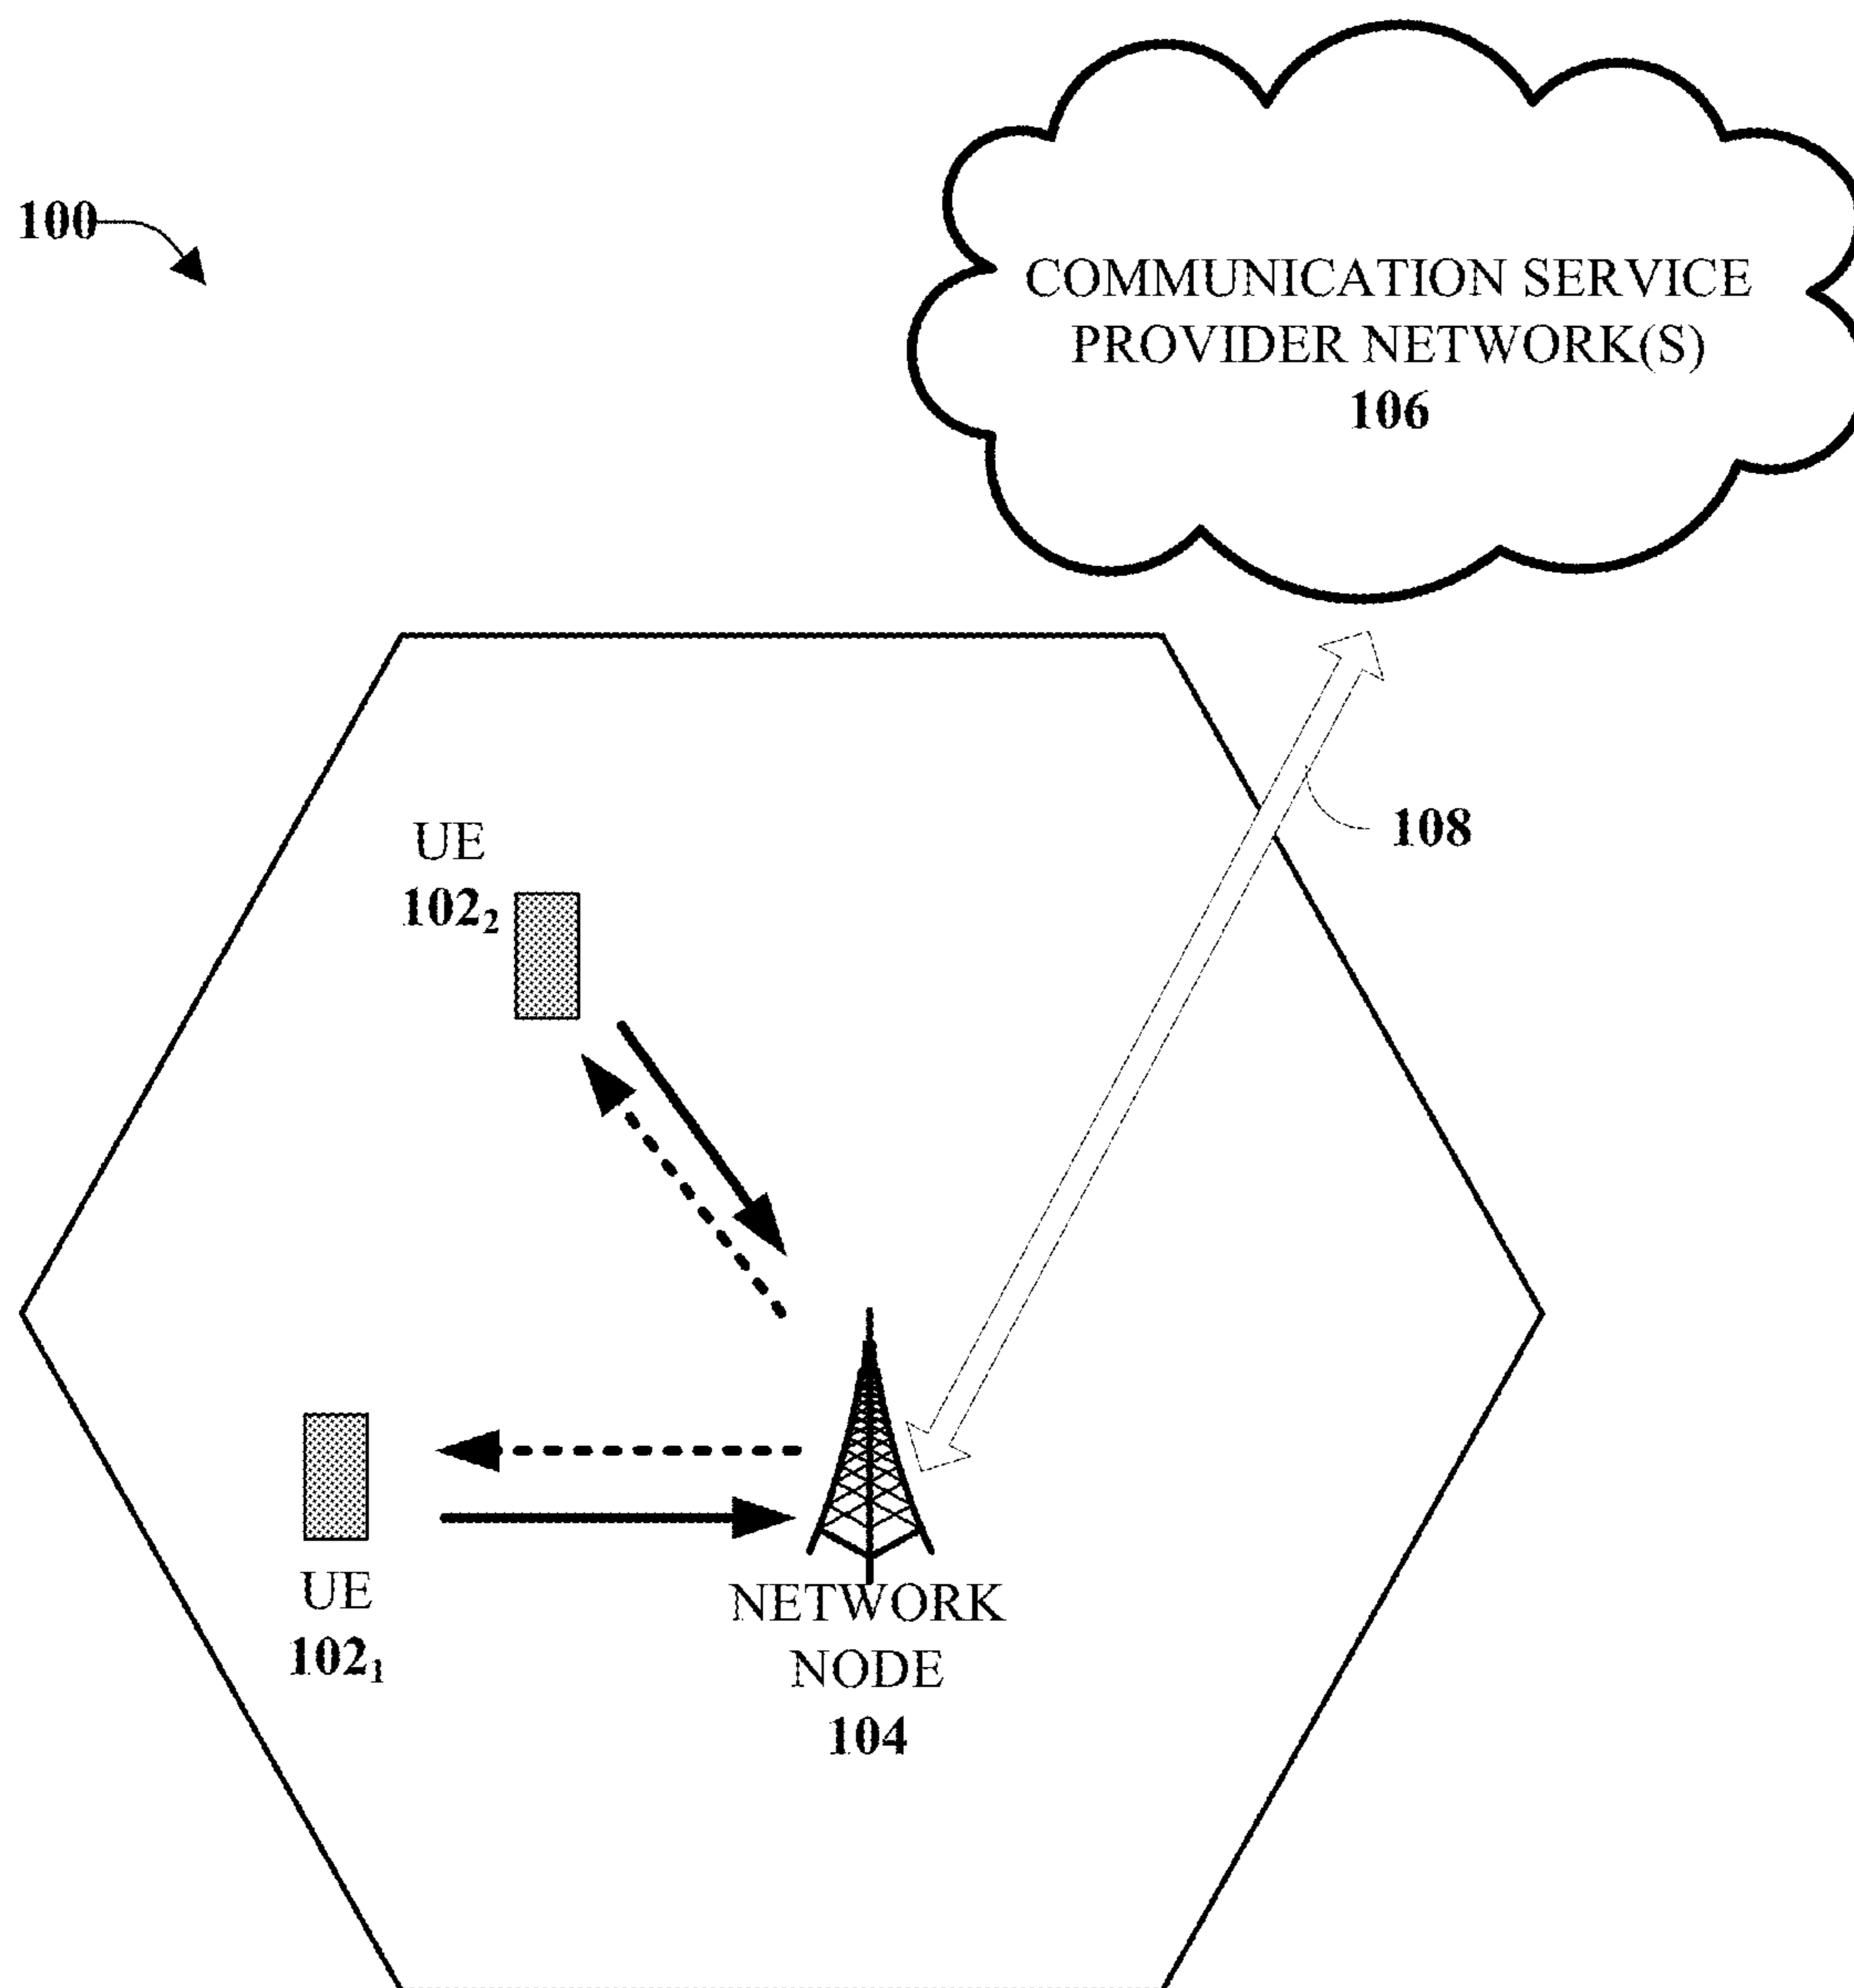 100
COMMUNICATION SERVICE
PROVIDER NETWORK(S)
106
108
UE
102₂
UE
102₁
NETWORK
NODE
104